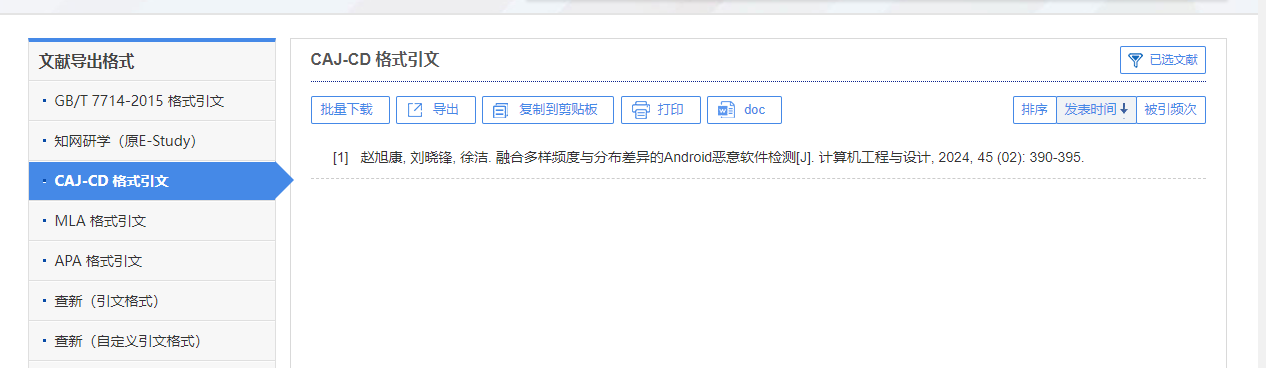 文献导出格式
GB/T 7714-2015 格式引文
知网研学（原E-Study）
CAJ-CD 格式引文
MLA 格式引文
APA 格式引文
查新（引文格式）
查新（自定义引文格式）
CAJ-CD 格式引文
已选文献
批量下载 导出 复制到剪贴板 打印 doc 排序 发表时间 被引频次
[1] 赵旭康, 刘晓锋, 徐洁. 融合多样频度与分布差异的Android恶意软件检测[J]. 计算机工程与设计, 2024, 45 (02): 390-395.